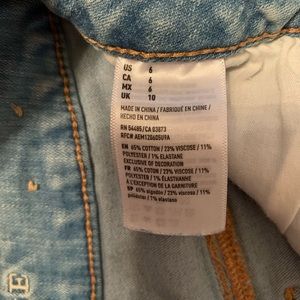 US 6
CA 6
MX 6
UK 10
MADE IN CHINA / FABRIQUÉ EN CHINE /
HECHO EN CHINA
RN 54485/CA 03873
EN 65% COTTON / 23% VISCOSE / 11%
POLYESTER / 1% ELASTANE
EXCLUSIVE OF DECORATION
FR 65% COTON / 23% VISCOSE / 11%
POLYESTER / 1% ÉLASTHANNE
À L'EXCEPTION DE LA GARNITURE
SP 65% algodón / 23% viscosa / 11%
poliéster / 1% elastano
E